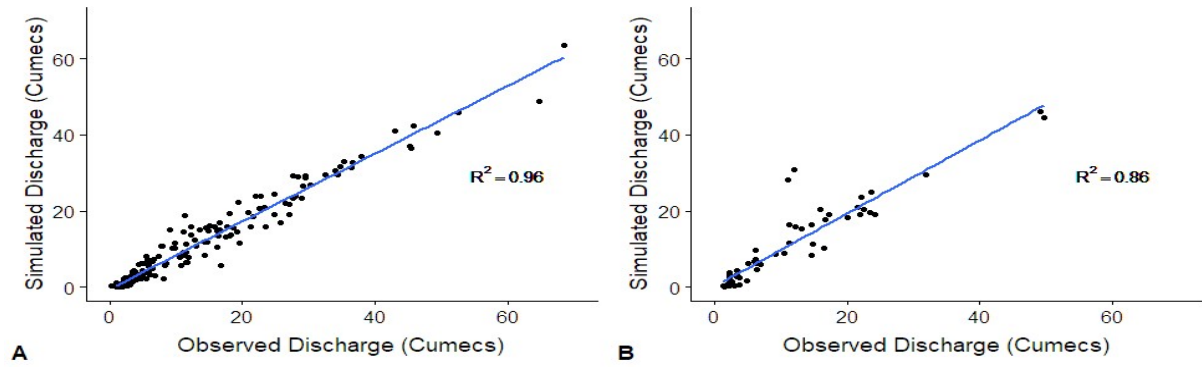 Simulated Discharge (Cumecs)
60
40
20
0
R² = 0.96
0 20 40 60
Observed Discharge (Cumecs)
A
Simulated Discharge (Cumecs)
60
40
20
0
R² = 0.86
0 20 40 60
Observed Discharge (Cumecs)
B